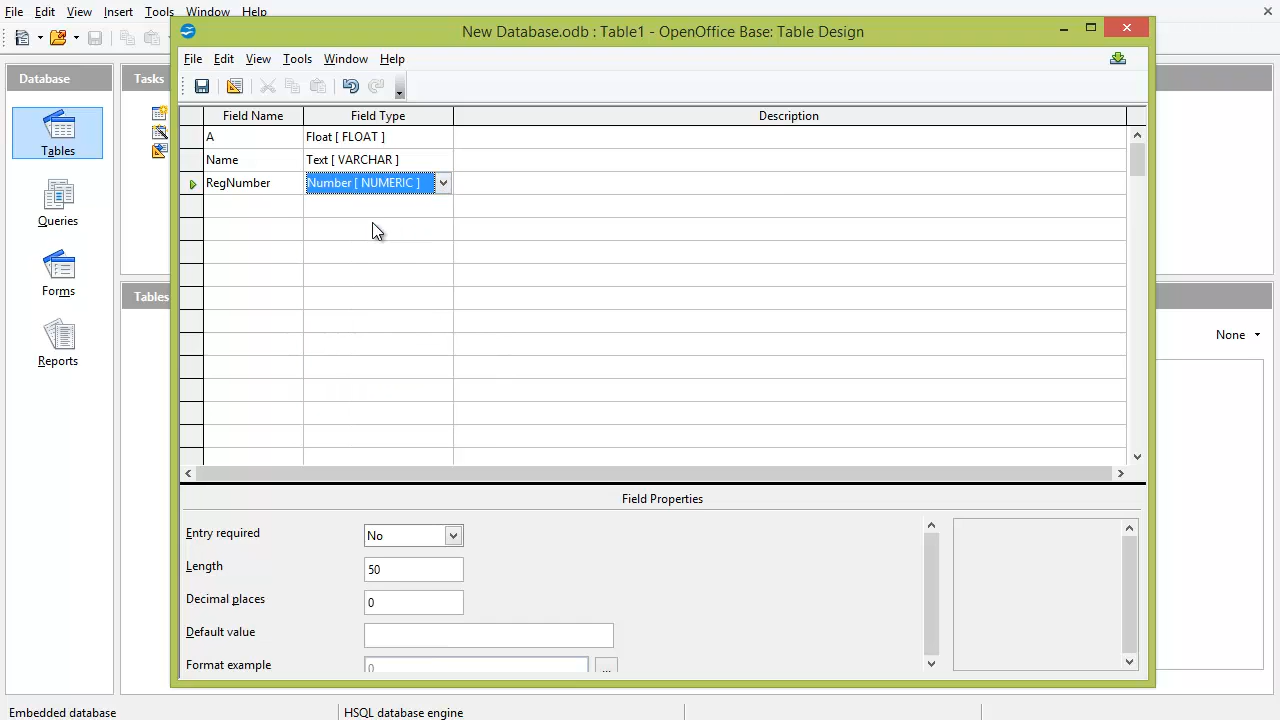 File Edit View Insert Tools Window Help
New Database.odb : Table1 - OpenOffice Base: Table Design
File Edit View Tools Window Help
Database
Tasks
Tables
Queries
Forms
Reports
Tables
None
Field Name Field Type Description
A Float [ FLOAT ]
Name Text [ VARCHAR ]
RegNumber Number [ NUMERIC ]
Field Properties
Entry required No
Length 50
Decimal places 0
Default value
Format example 0 ...
Embedded database HSQL database engine